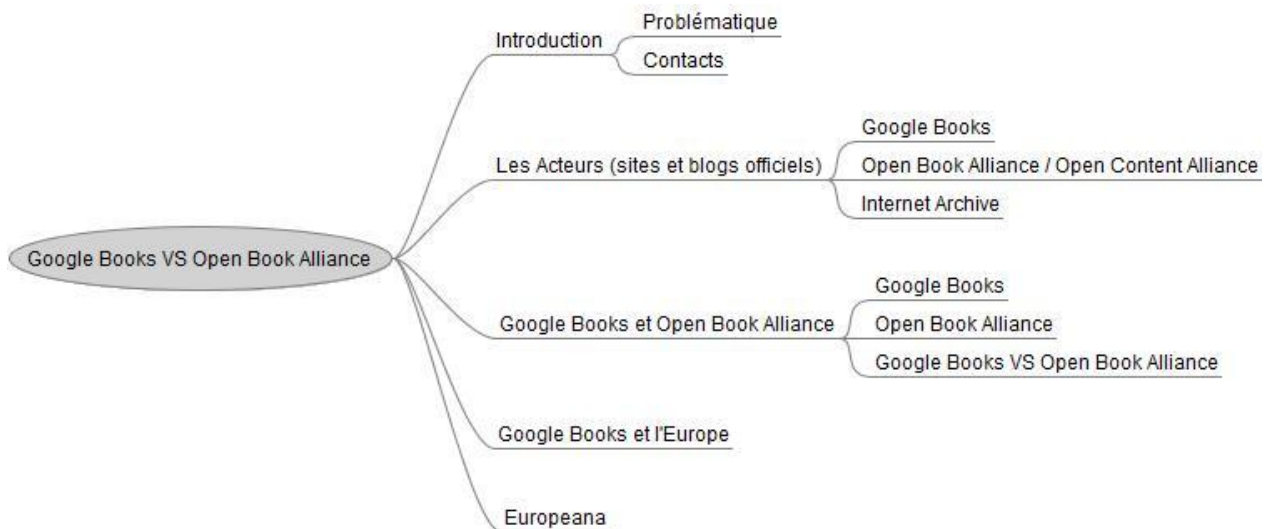 Google Books VS Open Book Alliance
Introduction
Problématique
Contacts
Les Acteurs (sites et blogs officiels)
Google Books
Open Book Alliance / Open Content Alliance
Internet Archive
Google Books et Open Book Alliance
Google Books
Open Book Alliance
Google Books VS Open Book Alliance
Google Books et l'Europe
Europeana